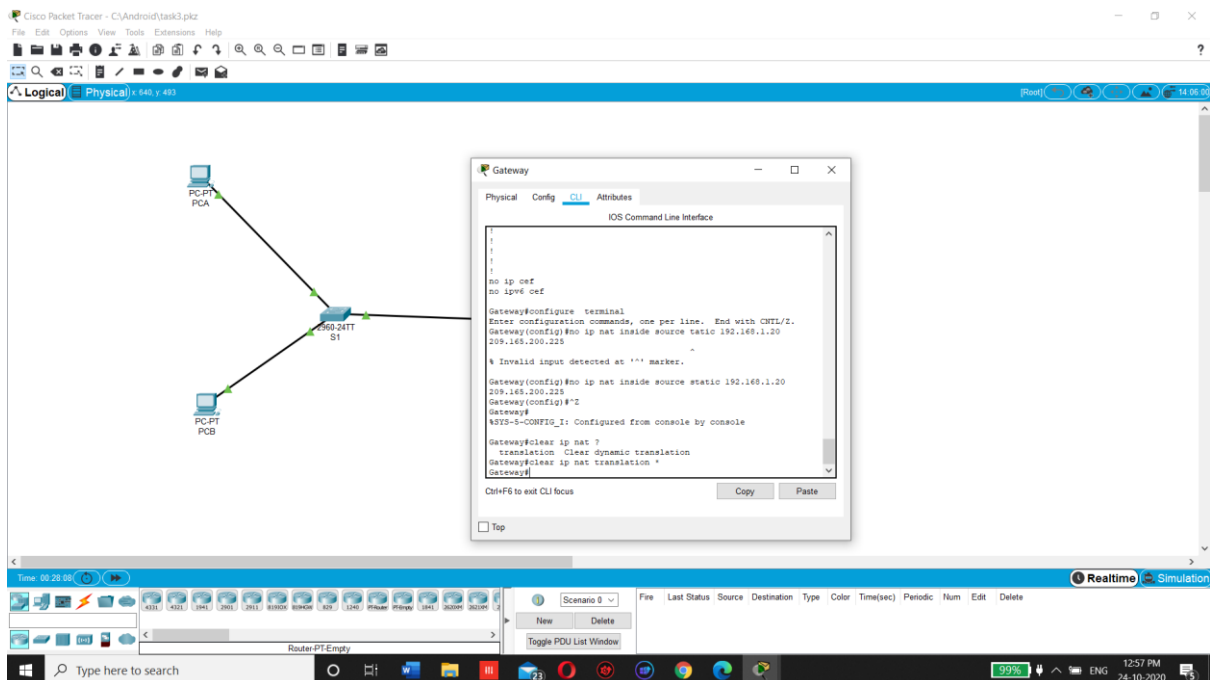 Cisco Packet Tracer - C:\Android\task3.pkz
File Edit Options View Tools Extensions Help
?
Logical Physical x: 640, y: 493
[Root] 14:06:00
PC-PT
PCA
2960-24TT
S1
PC-PT
PCB
Gateway
Physical Config CLI Attributes
IOS Command Line Interface
!
!
!
!
!
no ip cef
no ipv6 cef
Gateway#configure  terminal
Enter configuration commands, one per line.  End with CNTL/Z.
Gateway(config)#no ip nat inside source tatic 192.168.1.20
209.165.200.225
^
% Invalid input detected at '^' marker.
Gateway(config)#no ip nat inside source static 192.168.1.20
209.165.200.225
Gateway(config)#^Z
Gateway#
%SYS-5-CONFIG_I: Configured from console by console
Gateway#clear ip nat ?
translation  Clear dynamic translation
Gateway#clear ip nat translation *
Gateway#
Ctrl+F6 to exit CLI focus
Copy Paste
Top
Time: 00:28:08
Realtime Simulation
4331 4321 1941 2901 2911 819IOX 819HGW 829 1240 PT-Router PT-Empty 1841 2620XM 2621XM
Router-PT-Empty
Scenario 0
New Delete
Toggle PDU List Window
Fire Last Status Source Destination Type Color Time(sec) Periodic Num Edit Delete
Type here to search
23
99% ENG
12:57 PM
24-10-2020
5